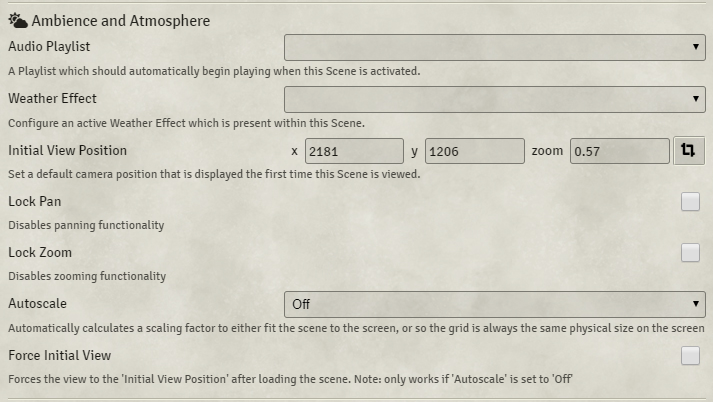 Ambience and Atmosphere
Audio Playlist
A Playlist which should automatically begin playing when this Scene is activated.
Weather Effect
Configure an active Weather Effect which is present within this Scene.
Initial View Position x 2181 y 1206 zoom 0.57
Set a default camera position that is displayed the first time this Scene is viewed.
Lock Pan
Disables panning functionality
Lock Zoom
Disables zooming functionality
Autoscale Off
Automatically calculates a scaling factor to either fit the scene to the screen, or so the grid is always the same physical size on the screen
Force Initial View
Forces the view to the 'Initial View Position' after loading the scene. Note: only works if 'Autoscale' is set to 'Off'